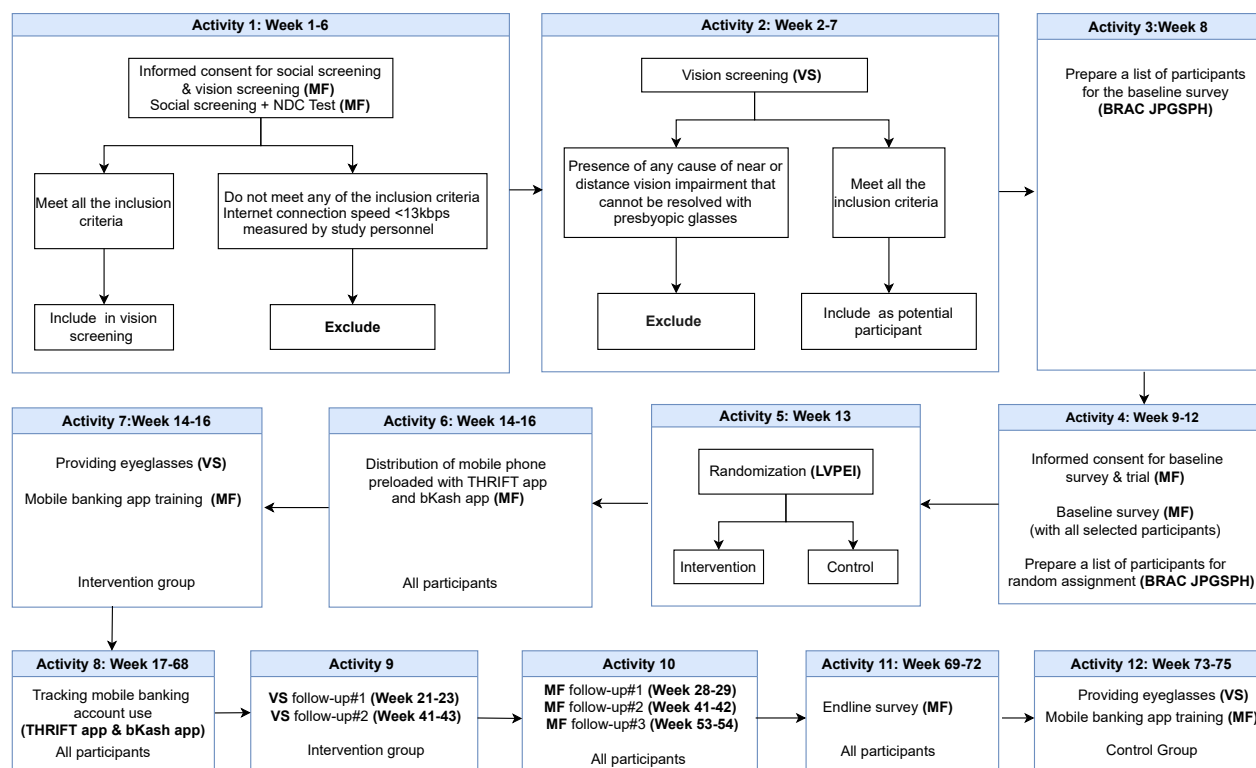 Activity 1: Week 1-6
Informed consent for social screening
& vision screening (MF)
Social screening + NDC Test (MF)
Meet all the inclusion
criteria
Do not meet any of the inclusion criteria
Internet connection speed <13kbps
measured by study personnel
Include in vision
screening
Exclude
Activity 2: Week 2-7
Vision screening (VS)
Presence of any cause of near or
distance vision impairment that
cannot be resolved with
presbyopic glasses
Meet all the
inclusion criteria
Exclude
Include as potential
participant
Activity 3:Week 8
Prepare a list of participants
for the baseline survey
(BRAC JPGSPH)
Activity 4: Week 9-12
Informed consent for baseline
survey & trial (MF)
Baseline survey (MF)
(with all selected participants)
Prepare a list of participants for
random assignment (BRAC JPGSPH)
Activity 5: Week 13
Randomization (LVPEI)
Intervention
Control
Activity 6: Week 14-16
Distribution of mobile phone
preloaded with THRIFT app
and bKash app (MF)
All participants
Activity 7:Week 14-16
Providing eyeglasses (VS)
Mobile banking app training (MF)
Intervention group
Activity 8: Week 17-68
Tracking mobile banking
account use
(THRIFT app & bKash app)
All participants
Activity 9
VS follow-up#1 (Week 21-23)
VS follow-up#2 (Week 41-43)
Intervention group
Activity 10
MF follow-up#1 (Week 28-29)
MF follow-up#2 (Week 41-42)
MF follow-up#3 (Week 53-54)
All participants
Activity 11: Week 69-72
Endline survey (MF)
All participants
Activity 12: Week 73-75
Providing eyeglasses (VS)
Mobile banking app training (MF)
Control Group